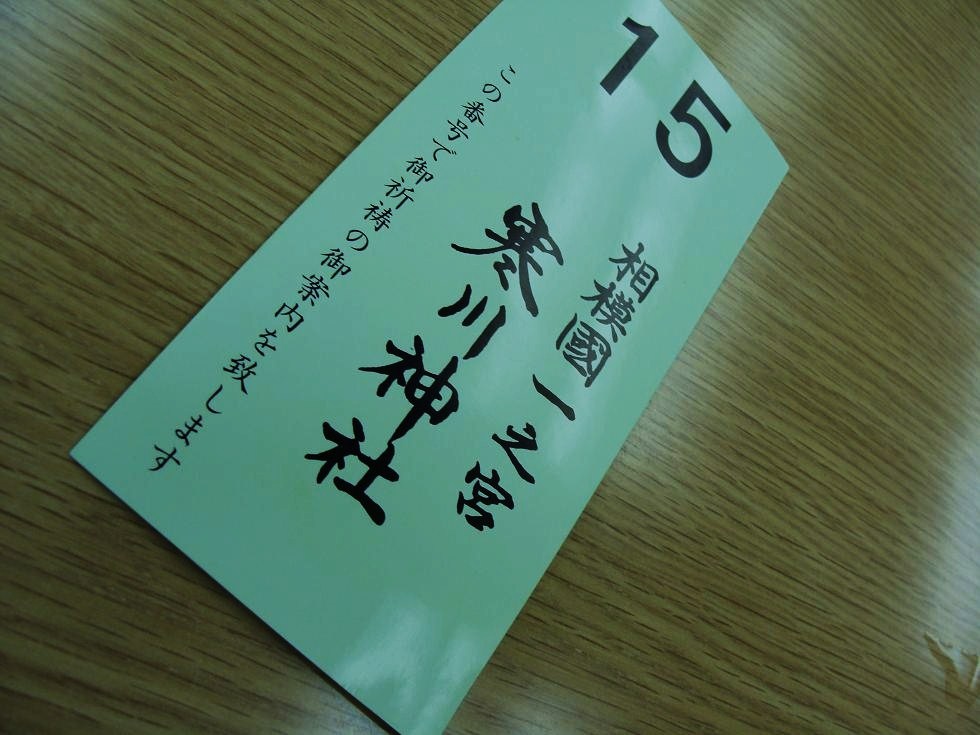 15
相模國一之宮
寒川神社
この番号で御祈祷の御案内を致します